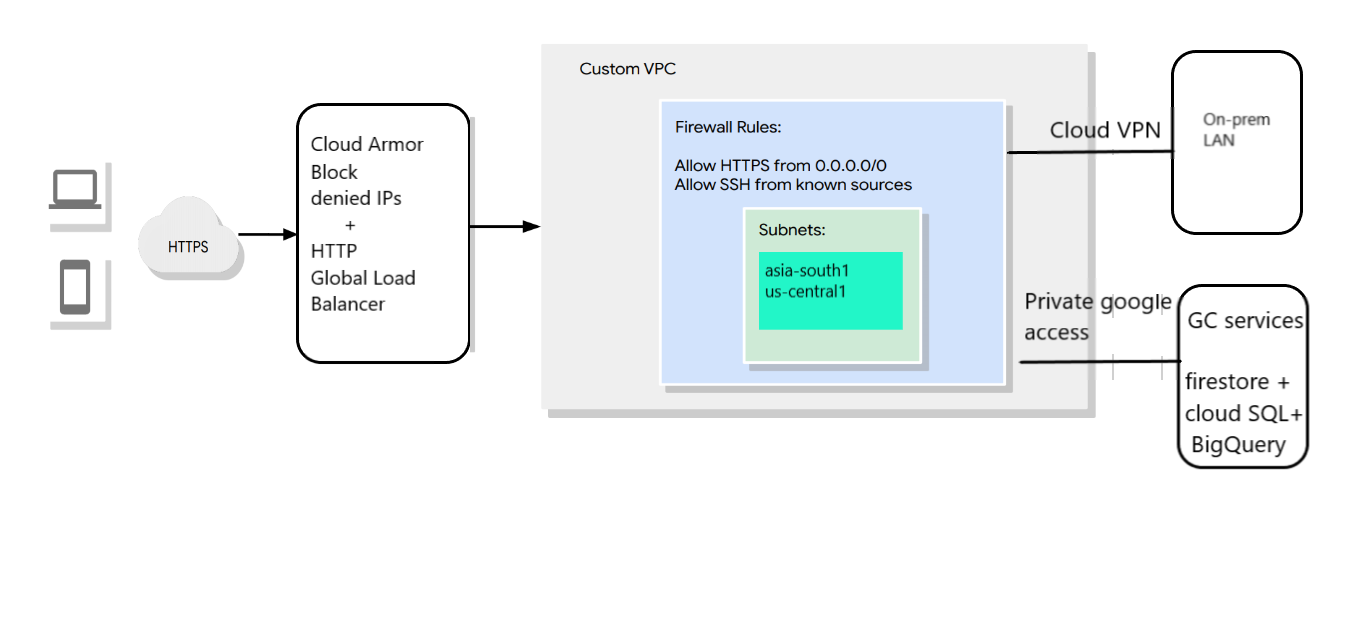 HTTPS
Cloud Armor
Block
denied IPs
+
HTTP
Global Load
Balancer
Custom VPC
Firewall Rules:
Allow HTTPS from 0.0.0.0/0
Allow SSH from known sources
Subnets:
asia-south1
us-central1
Cloud VPN
On-prem
LAN
Private google
access
GC services
firestore +
cloud SQL+
BigQuery